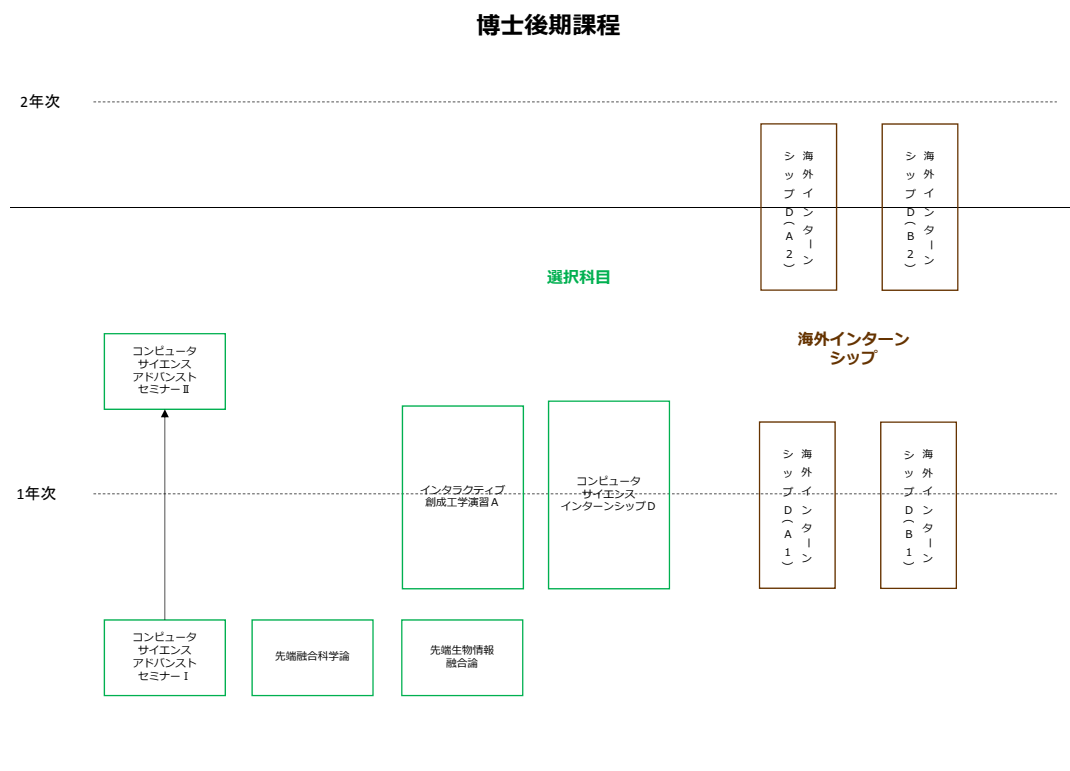 博士後期課程
2年次
海外インターン
シップD(A2)
海外インターン
シップD(B2)
選択科目
海外インターン
シップ
コンピュータ
サイエンス
アドバンスト
セミナーⅡ
1年次
インタラクティブ
創成工学演習A
コンピュータ
サイエンス
インターンシップD
海外インターン
シップD(A1)
海外インターン
シップD(B1)
コンピュータ
サイエンス
アドバンスト
セミナーⅠ
先端融合科学論
先端生物情報
融合論